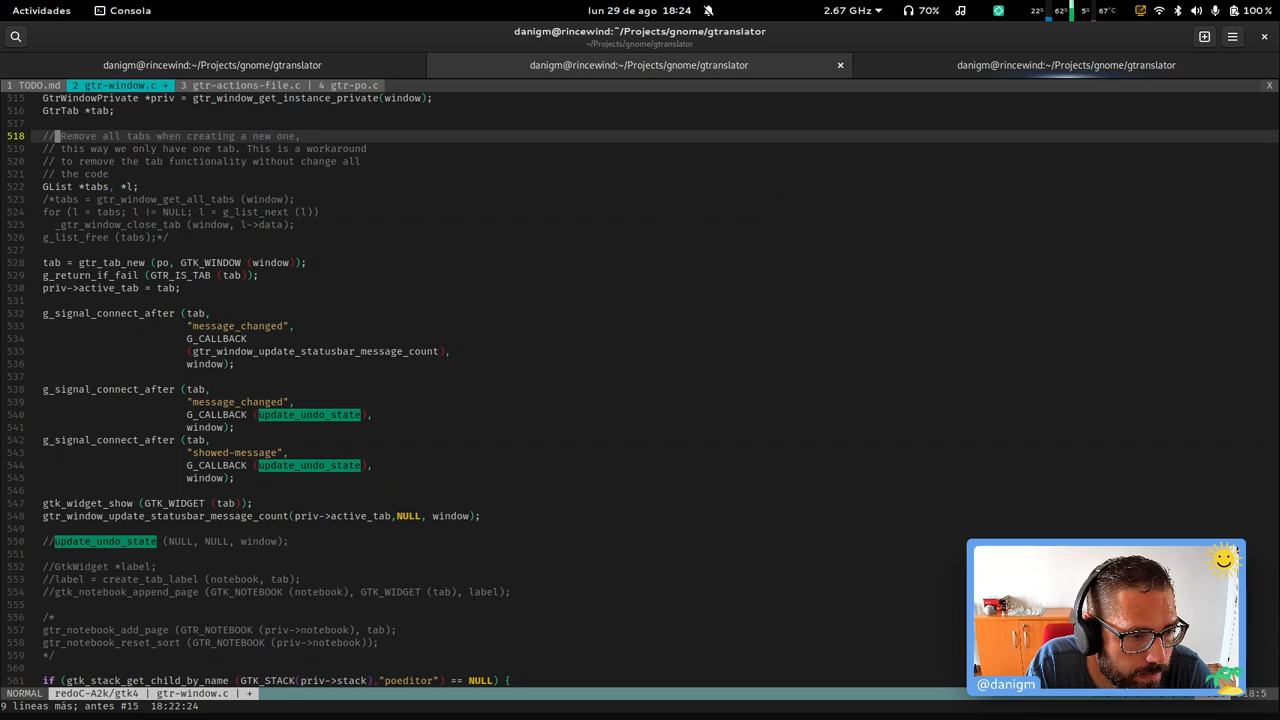 Actividades Consola lun 29 de ago 18:24 2.67 GHz 70% 22% 62% 5% 67°C 100 %
danigm@rincewind:~/Projects/gnome/gtranslator
~/Projects/gnome/gtranslator
danigm@rincewind:~/Projects/gnome/gtranslator danigm@rincewind:~/Projects/gnome/gtranslator × danigm@rincewind:~/Projects/gnome/gtranslator
1 TODO.md 2 gtr-window.c + 3 gtr-actions-file.c | 4 gtr-po.c X
515 GtrWindowPrivate *priv = gtr_window_get_instance_private(window);
516 GtrTab *tab;
517
518 // Remove all tabs when creating a new one,
519 // this way we only have one tab. This is a workaround
520 // to remove the tab functionality without change all
521 // the code
522 GList *tabs, *l;
523 /*tabs = gtr_window_get_all_tabs (window);
524 for (l = tabs; l != NULL; l = g_list_next (l))
525 _gtr_window_close_tab (window, l->data);
526 g_list_free (tabs);*/
527
528 tab = gtr_tab_new (po, GTK_WINDOW (window));
529 g_return_if_fail (GTR_IS_TAB (tab));
530 priv->active_tab = tab;
531
532 g_signal_connect_after (tab,
533 "message_changed",
534 G_CALLBACK
535 (gtr_window_update_statusbar_message_count),
536 window);
537
538 g_signal_connect_after (tab,
539 "message_changed",
540 G_CALLBACK (update_undo_state),
541 window);
542 g_signal_connect_after (tab,
543 "showed-message",
544 G_CALLBACK (update_undo_state),
545 window);
546
547 gtk_widget_show (GTK_WIDGET (tab));
548 gtr_window_update_statusbar_message_count(priv->active_tab,NULL, window);
549
550 //update_undo_state (NULL, NULL, window);
551
552 //GtkWidget *label;
553 //label = create_tab_label (notebook, tab);
554 //gtk_notebook_append_page (GTK_NOTEBOOK (notebook), GTK_WIDGET (tab), label);
555
556 /*
557 gtr_notebook_add_page (GTR_NOTEBOOK (priv->notebook), tab);
558 gtr_notebook_reset_sort (GTR_NOTEBOOK (priv->notebook));
559 */
560
561 if (gtk_stack_get_child_by_name (GTK_STACK(priv->stack),"poeditor") == NULL) {
@danigm
NORMAL redoC-A2k/gtk4 | gtr-window.c | + 18:5
9 líneas más; antes #15 18:22:24